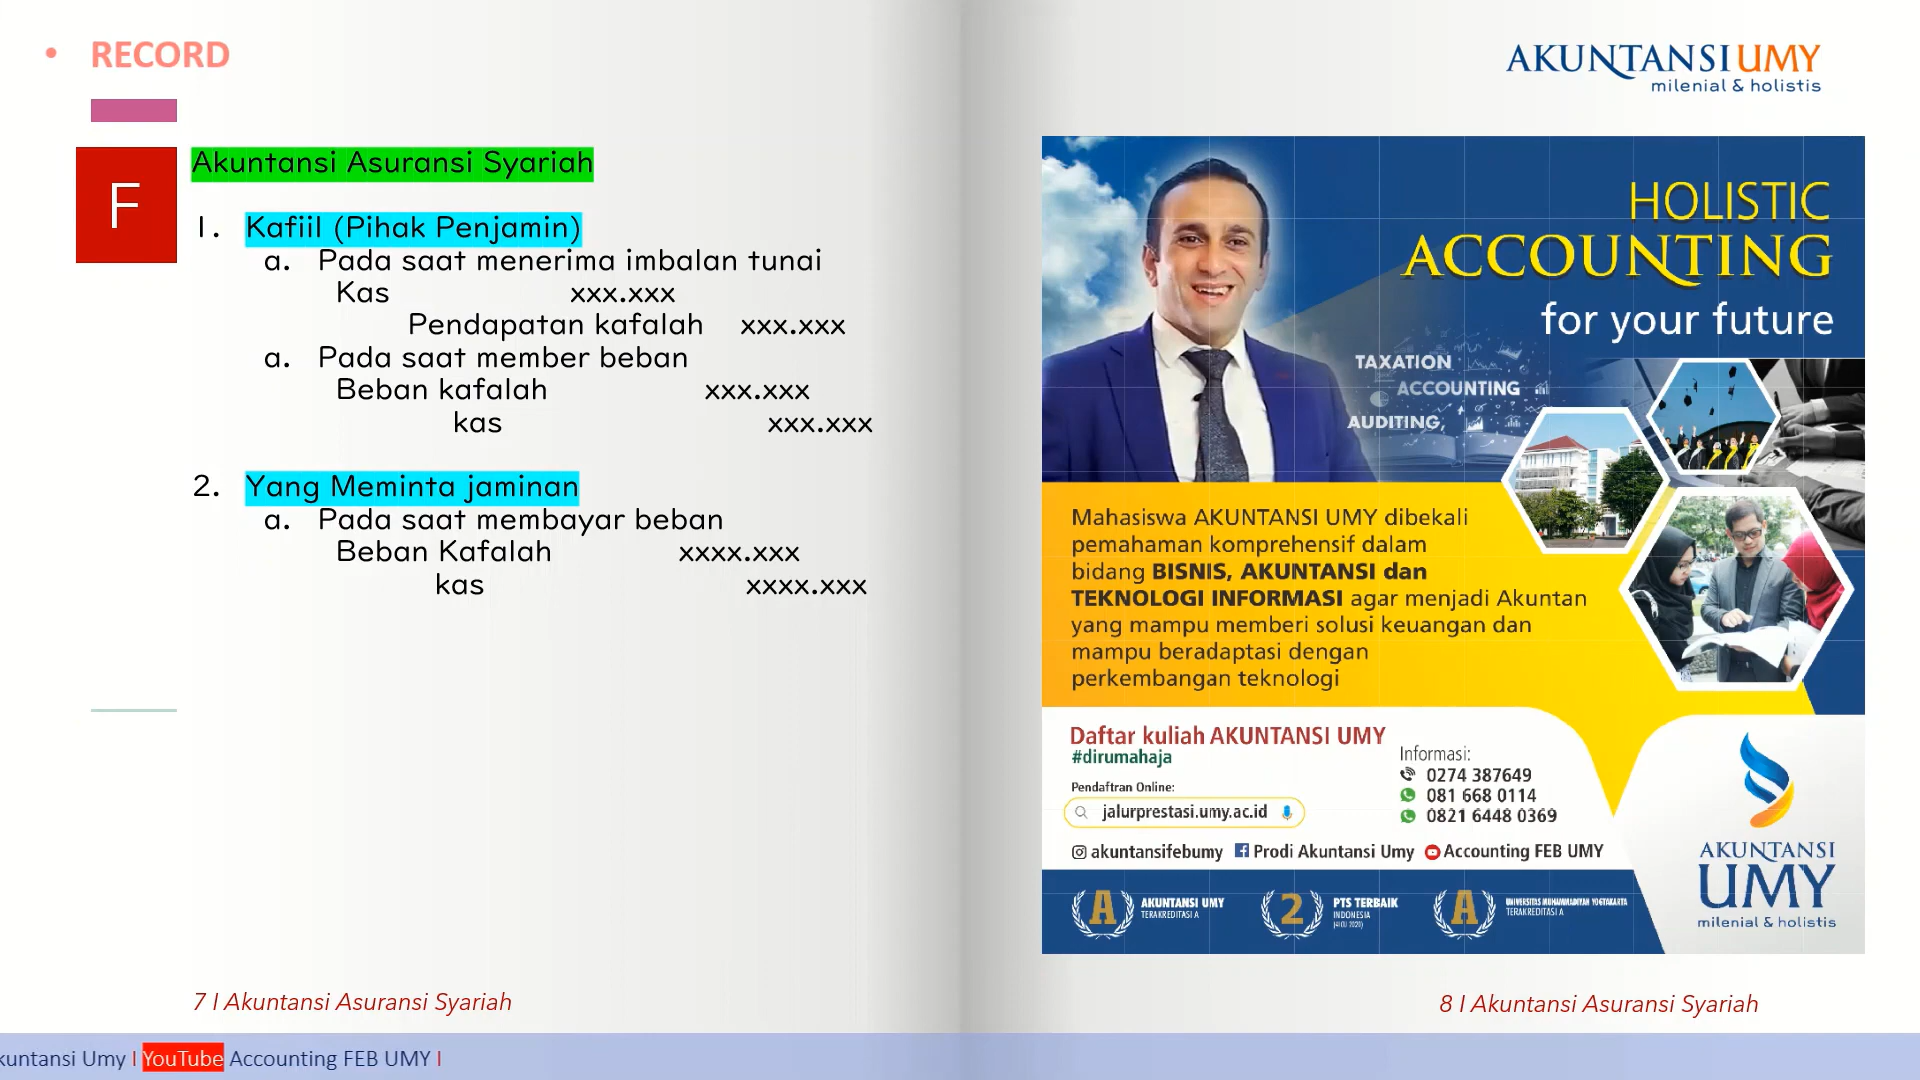 • RECORD
AKUNTANSI UMY
milenial & holistis
F
Akuntansi Asuransi Syariah
1. Kafiil (Pihak Penjamin)
a. Pada saat menerima imbalan tunai
Kas xxx.xxx
Pendapatan kafalah xxx.xxx
a. Pada saat member beban
Beban kafalah xxx.xxx
kas xxx.xxx
2. Yang Meminta jaminan
a. Pada saat membayar beban
Beban Kafalah xxxx.xxx
kas xxxx.xxx
7 I Akuntansi Asuransi Syariah
HOLISTIC
ACCOUNTING
for your future
TAXATION
ACCOUNTING
AUDITING,
Mahasiswa AKUNTANSI UMY dibekali
pemahaman komprehensif dalam
bidang BISNIS, AKUNTANSI dan
TEKNOLOGI INFORMASI agar menjadi Akuntan
yang mampu memberi solusi keuangan dan
mampu beradaptasi dengan
perkembangan teknologi
Daftar kuliah AKUNTANSI UMY
#dirumahaja
Pendaftran Online:
jalurprestasi.umy.ac.id
Informasi:
0274 387649
081 668 0114
0821 6448 0369
akuntansifebumy Prodi Akuntansi Umy Accounting FEB UMY
A AKUNTANSI UMY
TERAKREDITASI A
2 PTS TERBAIK
INDONESIA
(4ICU 2020)
A UNIVERSITAS MUHAMMADIYAH YOGYAKARTA
TERAKREDITASI A
AKUNTANSI
UMY
milenial & holistis
8 I Akuntansi Asuransi Syariah
kuntansi Umy I YouTube Accounting FEB UMY I